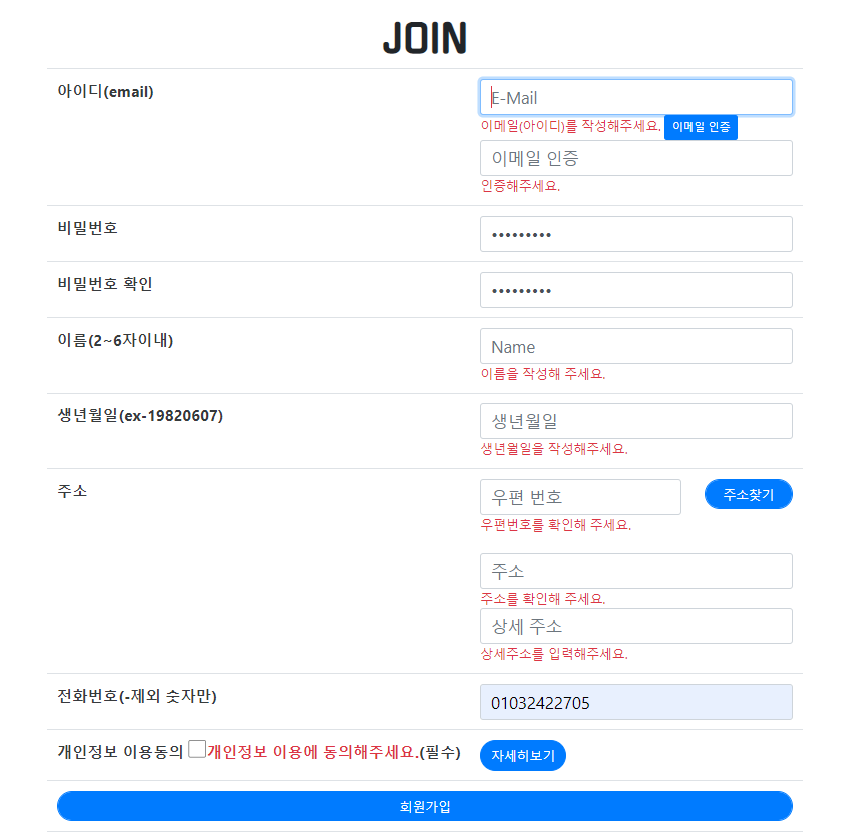 JOIN
아이디(email)
E-Mail
이메일(아이디)를 작성해주세요. 이메일 인증
이메일 인증
인증해주세요.
비밀번호
•••••••••
비밀번호 확인
•••••••••
이름(2~6자이내)
Name
이름을 작성해 주세요.
생년월일(ex-19820607)
생년월일
생년월일을 작성해주세요.
주소
우편 번호 주소찾기
우편번호를 확인해 주세요.
주소
주소를 확인해 주세요.
상세 주소
상세주소를 입력해주세요.
전화번호(-제외 숫자만)
01032422705
개인정보 이용동의 개인정보 이용에 동의해주세요.(필수) 자세히보기
회원가입